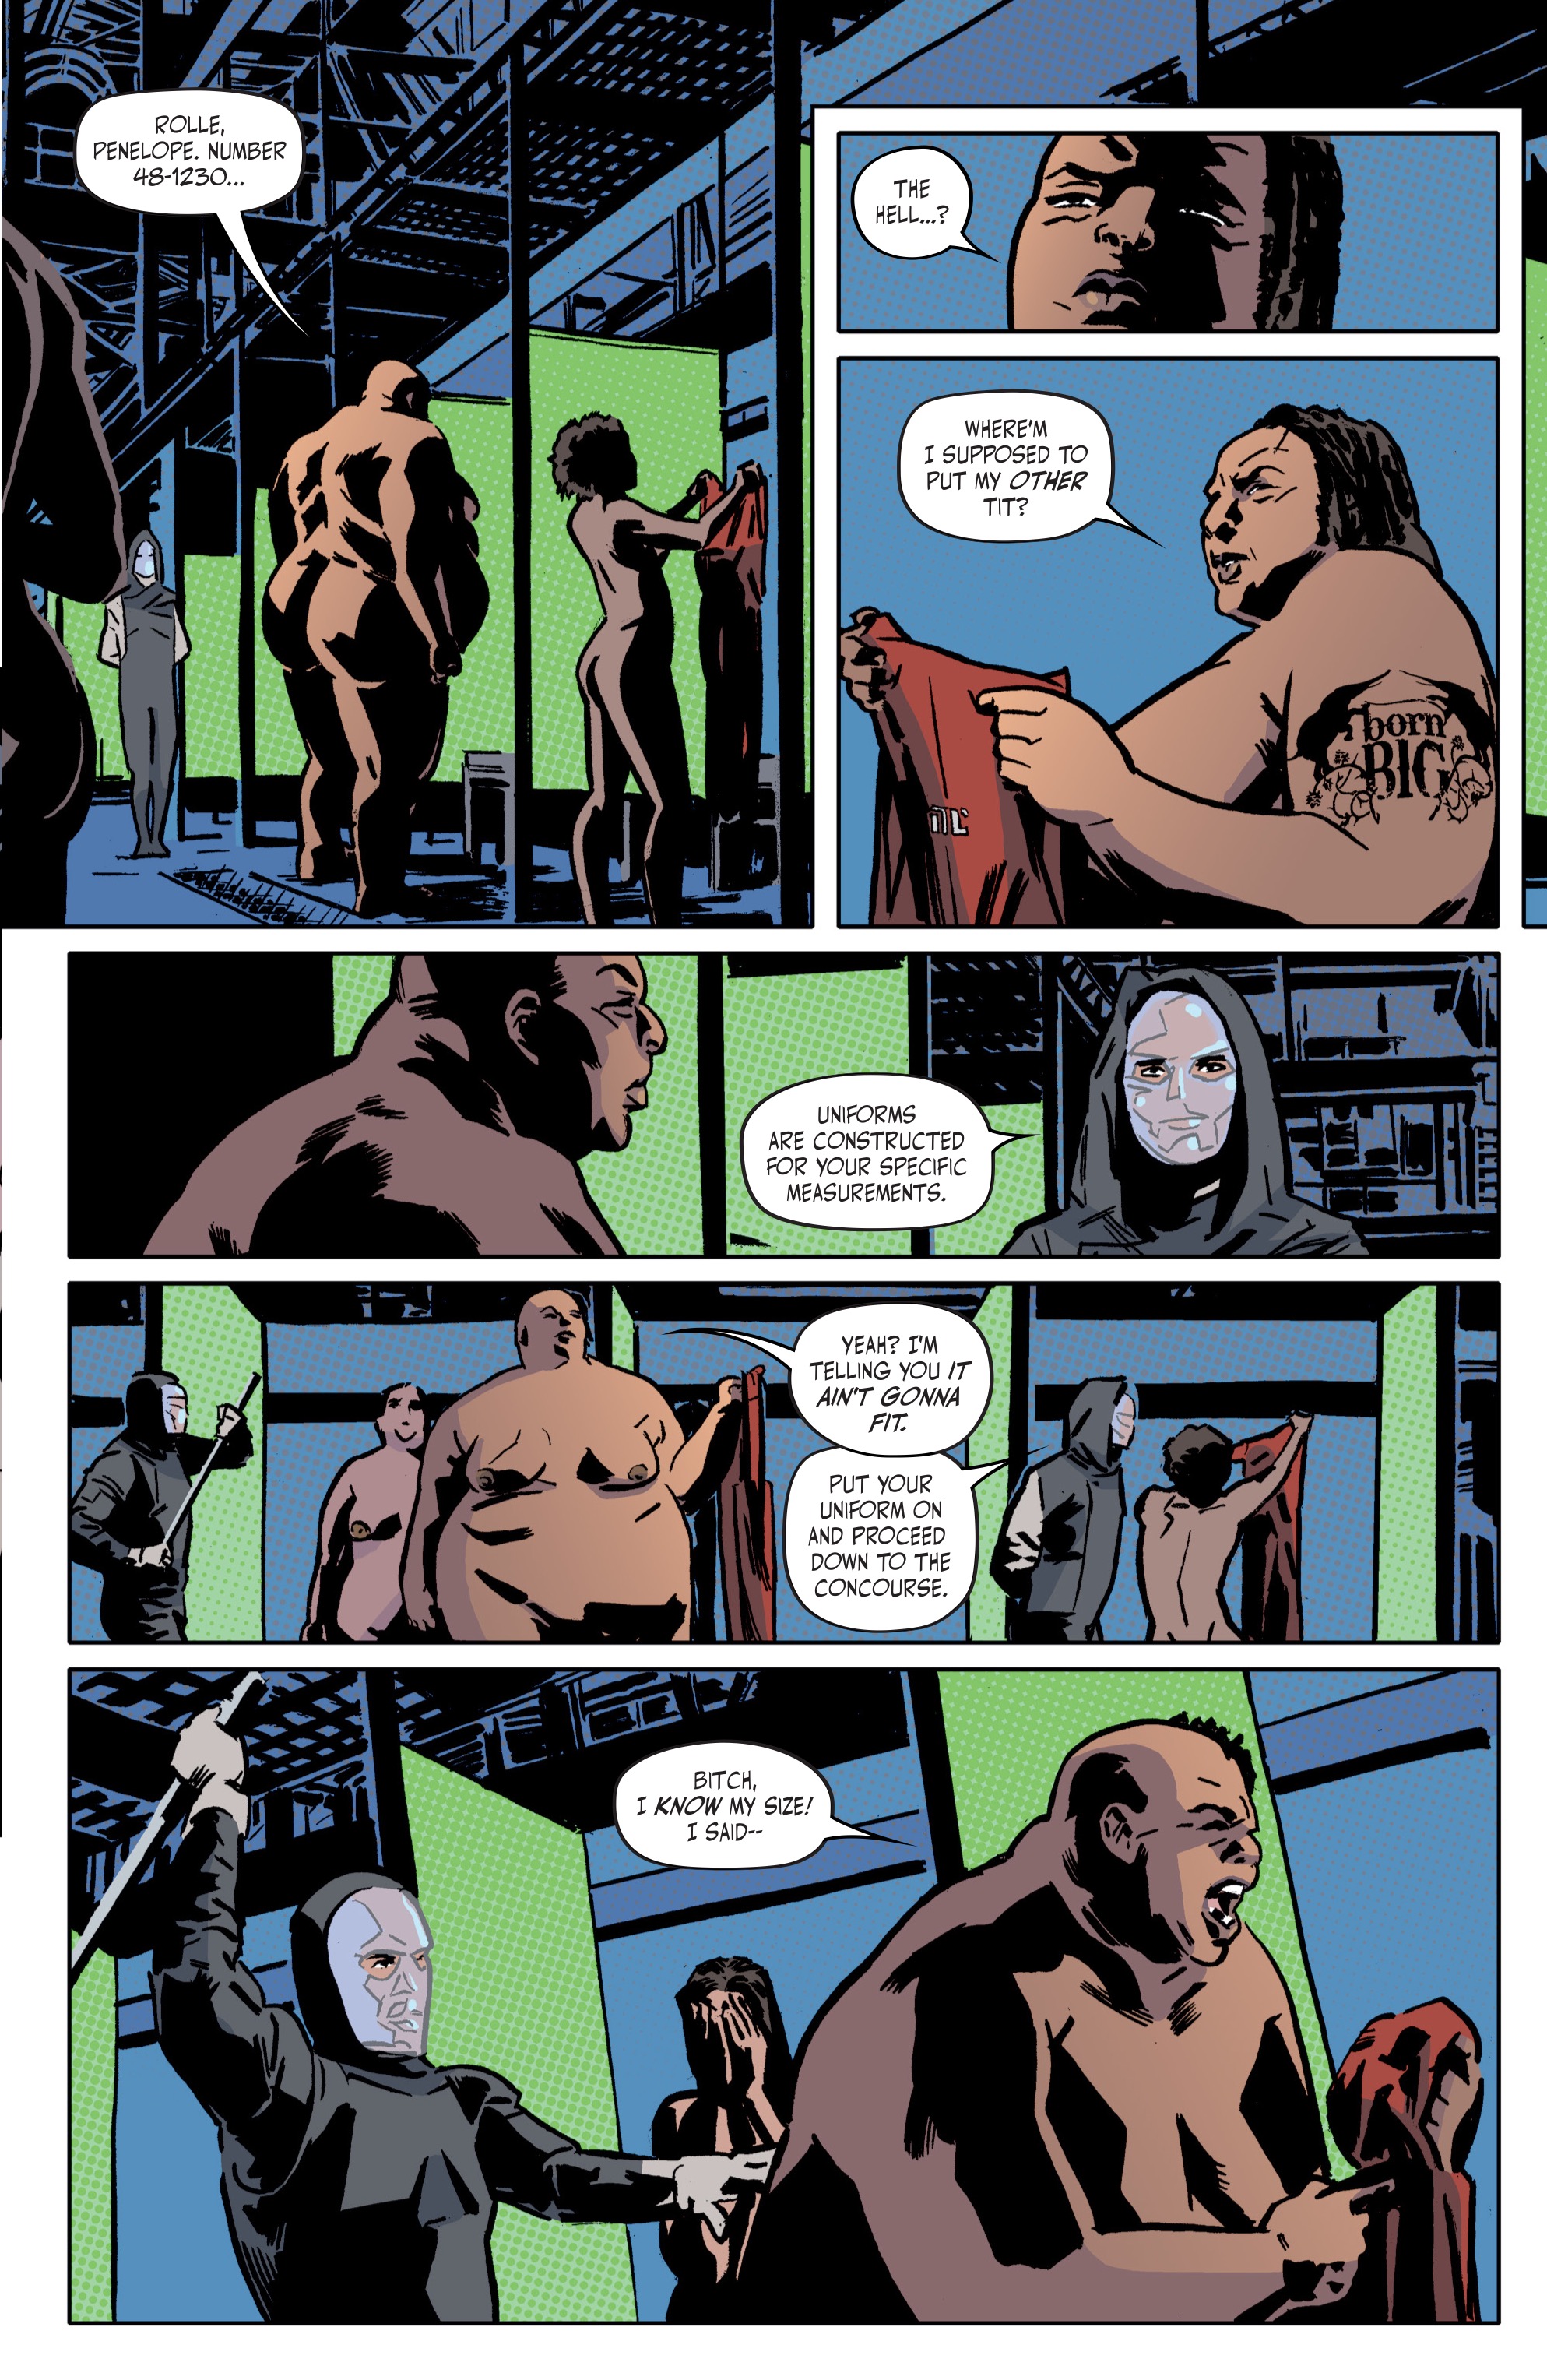 ROLLE,
PENELOPE. NUMBER
48-1230...
THE
HELL...?
WHERE'M
I SUPPOSED TO
PUT MY OTHER
TIT?
born
BIG
UNIFORMS
ARE CONSTRUCTED
FOR YOUR SPECIFIC
MEASUREMENTS.
YEAH? I'M
TELLING YOU IT
AIN'T GONNA
FIT.
PUT YOUR
UNIFORM ON
AND PROCEED
DOWN TO THE
CONCOURSE.
BITCH,
I KNOW MY SIZE!
I SAID--